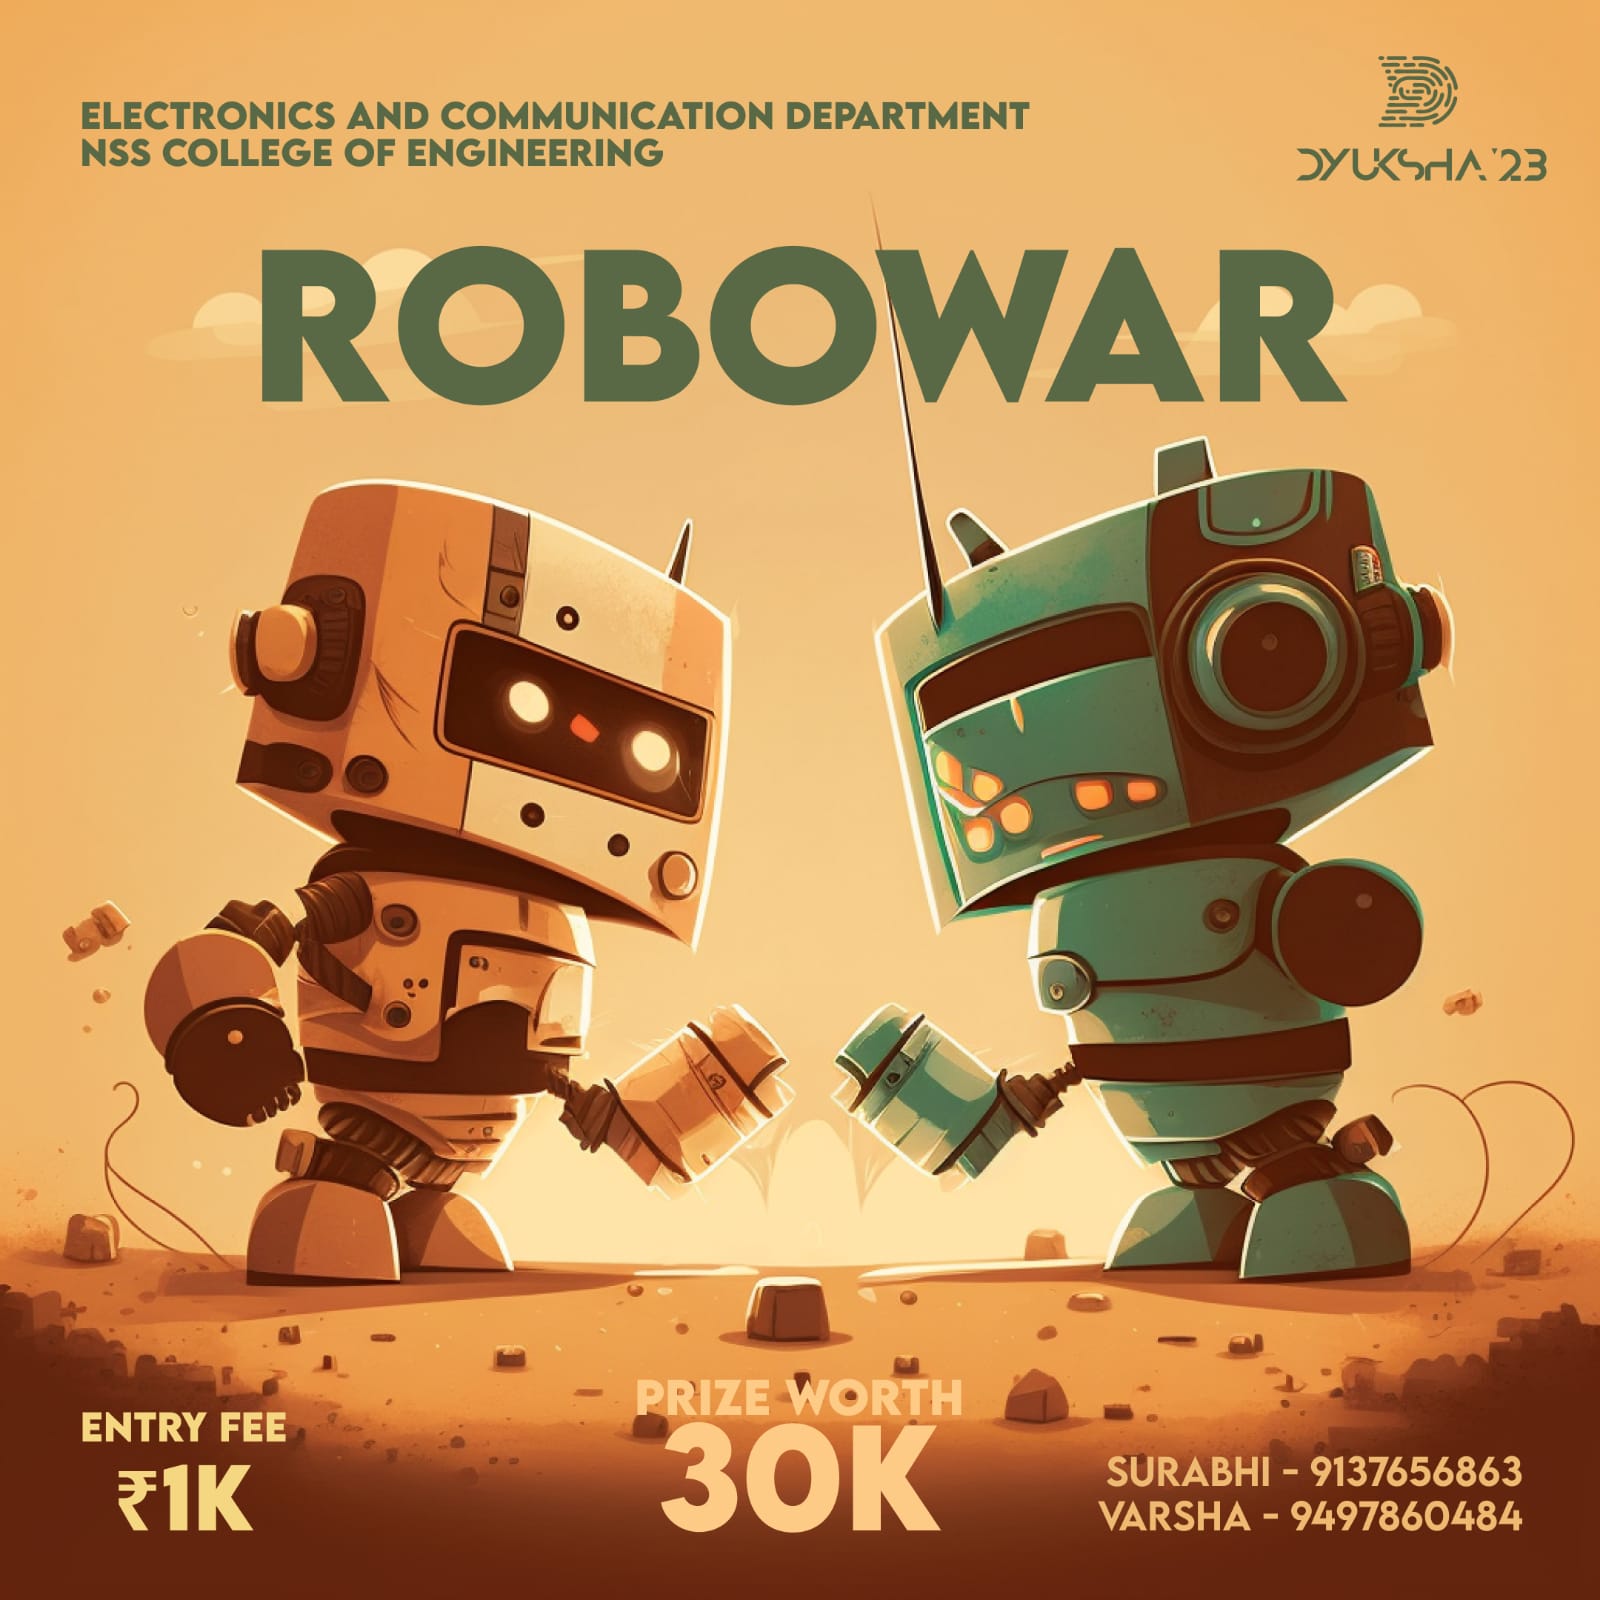 ELECTRONICS AND COMMUNICATION DEPARTMENT
NSS COLLEGE OF ENGINEERING
DYUKSHA '23
ROBOWAR
ENTRY FEE
₹1K
PRIZE WORTH
30K
SURABHI - 9137656863
VARSHA - 9497860484